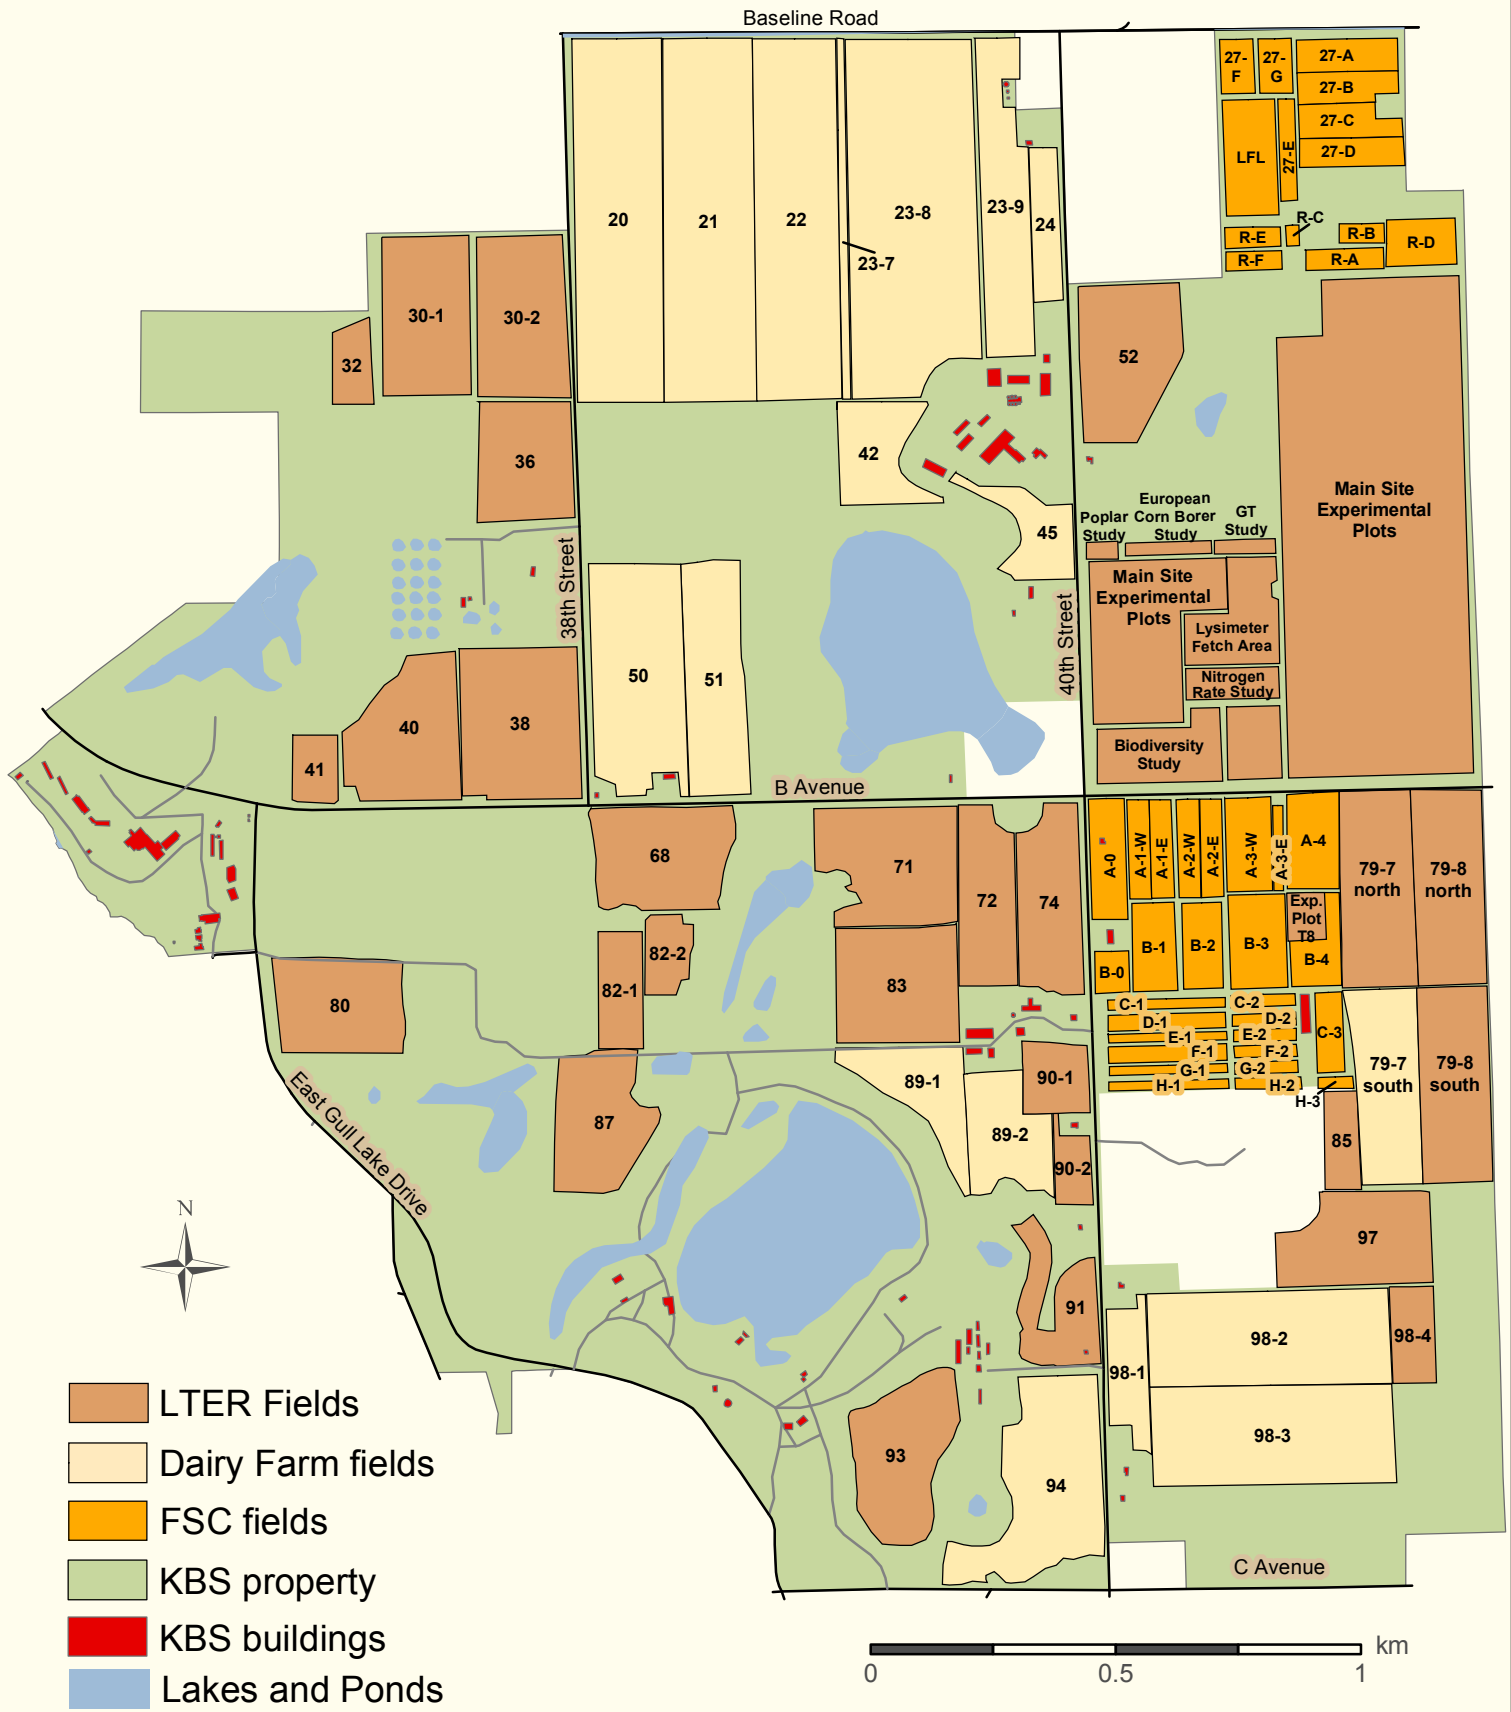 Baseline Road
27-F
27-G
27-A
27-B
27-C
27-D
LFL
27-E
R-C
R-E
R-B
R-D
R-F
R-A
20
21
22
23-8
23-9
24
23-7
30-1
30-2
32
52
36
42
45
Main Site
Experimental
Plots
European
Corn Borer
Study
Poplar
Study
GT
Study
38th Street
40th Street
Main Site
Experimental
Plots
Lysimeter
Fetch Area
Nitrogen
Rate Study
Biodiversity
Study
50
51
40
38
41
B Avenue
68
71
72
74
A-0
A-1-W
A-1-E
A-2-W
A-2-E
A-3-W
A-3-E
A-4
79-7
north
79-8
north
Exp.
Plot
T8
B-0
B-1
B-2
B-3
B-4
82-1
82-2
83
80
C-1
C-2
D-1
D-2
E-1
E-2
F-1
F-2
G-1
G-2
H-1
H-2
C-3
H-3
79-7
south
79-8
south
85
89-1
90-1
89-2
90-2
87
East Gull Lake Drive
N
97
91
98-1
98-2
98-4
98-3
93
94
C Avenue
LTER Fields
Dairy Farm fields
FSC fields
KBS property
KBS buildings
Lakes and Ponds
km
0
0.5
1